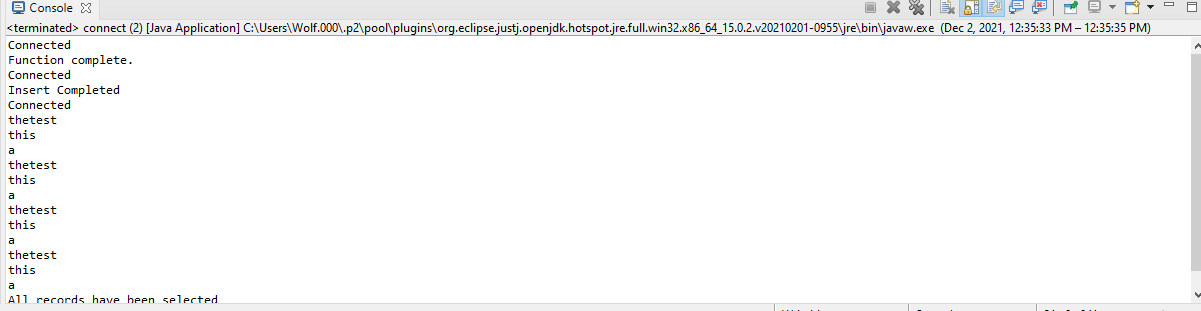 Console
<terminated> connect (2) [Java Application] C:\Users\Wolf.000\.p2\pool\plugins\org.eclipse.justj.openjdk.hotspot.jre.full.win32.x86_64_15.0.2.v20210201-0955\jre\bin\javaw.exe (Dec 2, 2021, 12:35:33 PM – 12:35:35 PM)
Connected
Function complete.
Connected
Insert Completed
Connected
thetest
this
a
thetest
this
a
thetest
this
a
thetest
this
a
All records have been selected